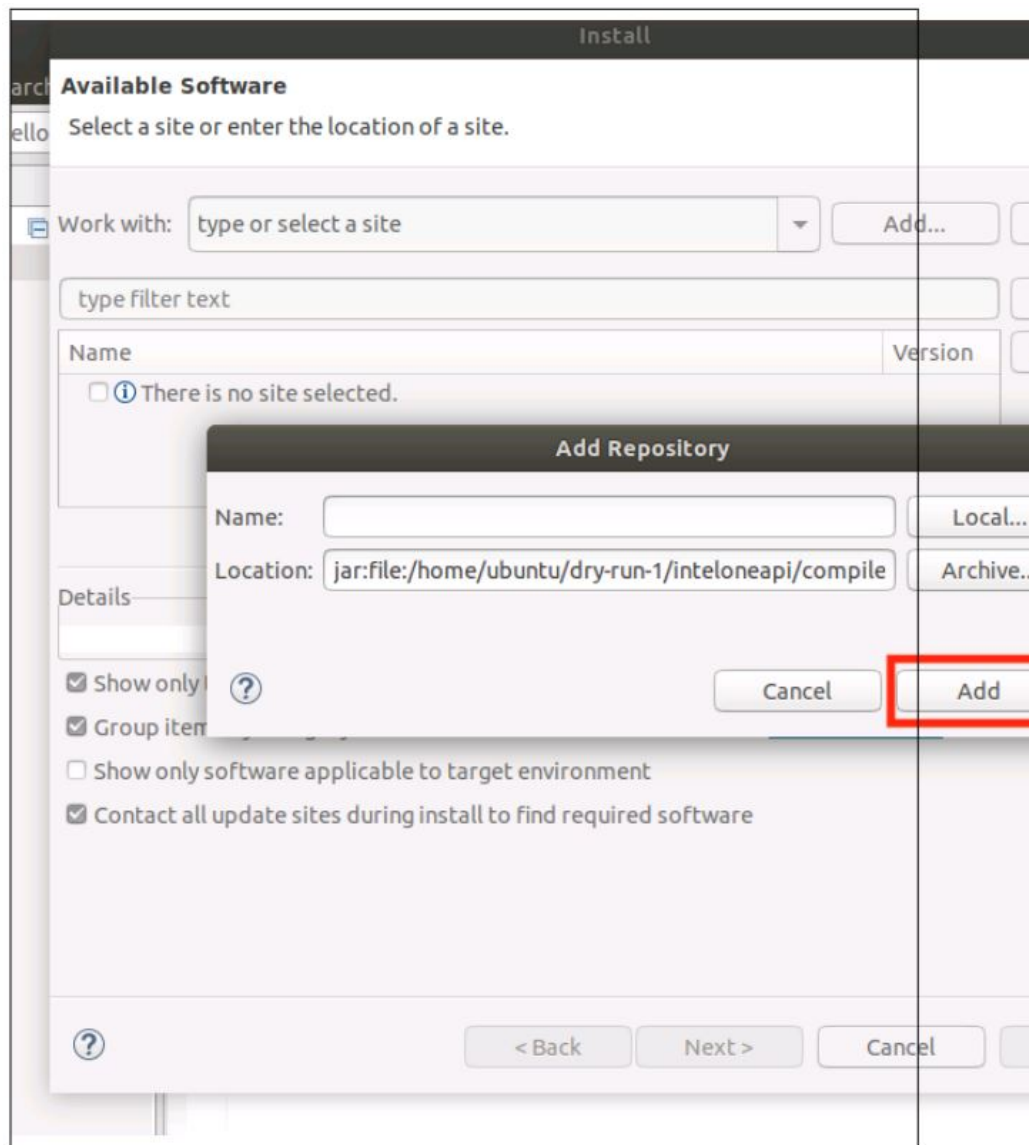 Install
arch
Available Software
ello
Select a site or enter the location of a site.
Work with:
type or select a site
Add...
type filter text
Name
Version
There is no site selected.
Add Repository
Name:
Local...
Location:
jar:file:/home/ubuntu/dry-run-1/inteloneapi/compile
Archive..
Details
Show only
Cancel
Add
Group item
Show only software applicable to target environment
Contact all update sites during install to find required software
< Back
Next >
Cancel